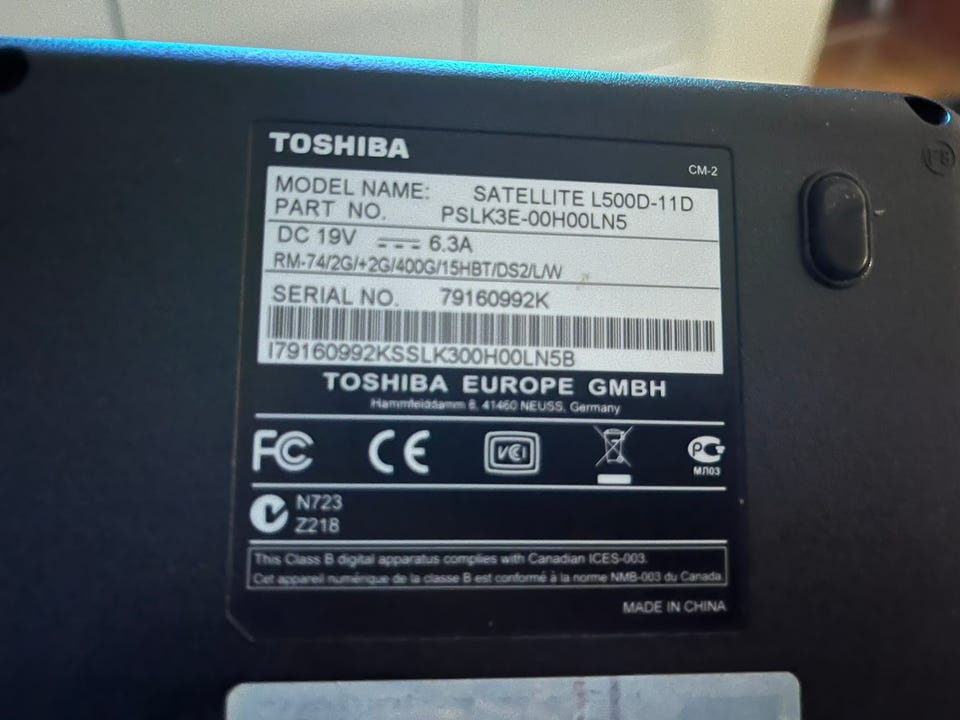 TOSHIBA
CM-2
MODEL NAME: SATELLITE L500D-11D
PART NO. PSLK3E-00H00LN5
DC 19V 6.3A
RM-74/2G/+2G/400G/15HBT/DS2/L/W
SERIAL NO. 79160992K
I79160992KSSLK300H00LN5B
TOSHIBA EUROPE GMBH
Hammfelddamm 8, 41460 NEUSS, Germany
FC CE VCI PC
МЛ03
N723
Z218
This Class B digital apparatus complies with Canadian ICES-003.
Cet appareil numérique de la classe B est conformé à la norme NMB-003 du Canada.
MADE IN CHINA